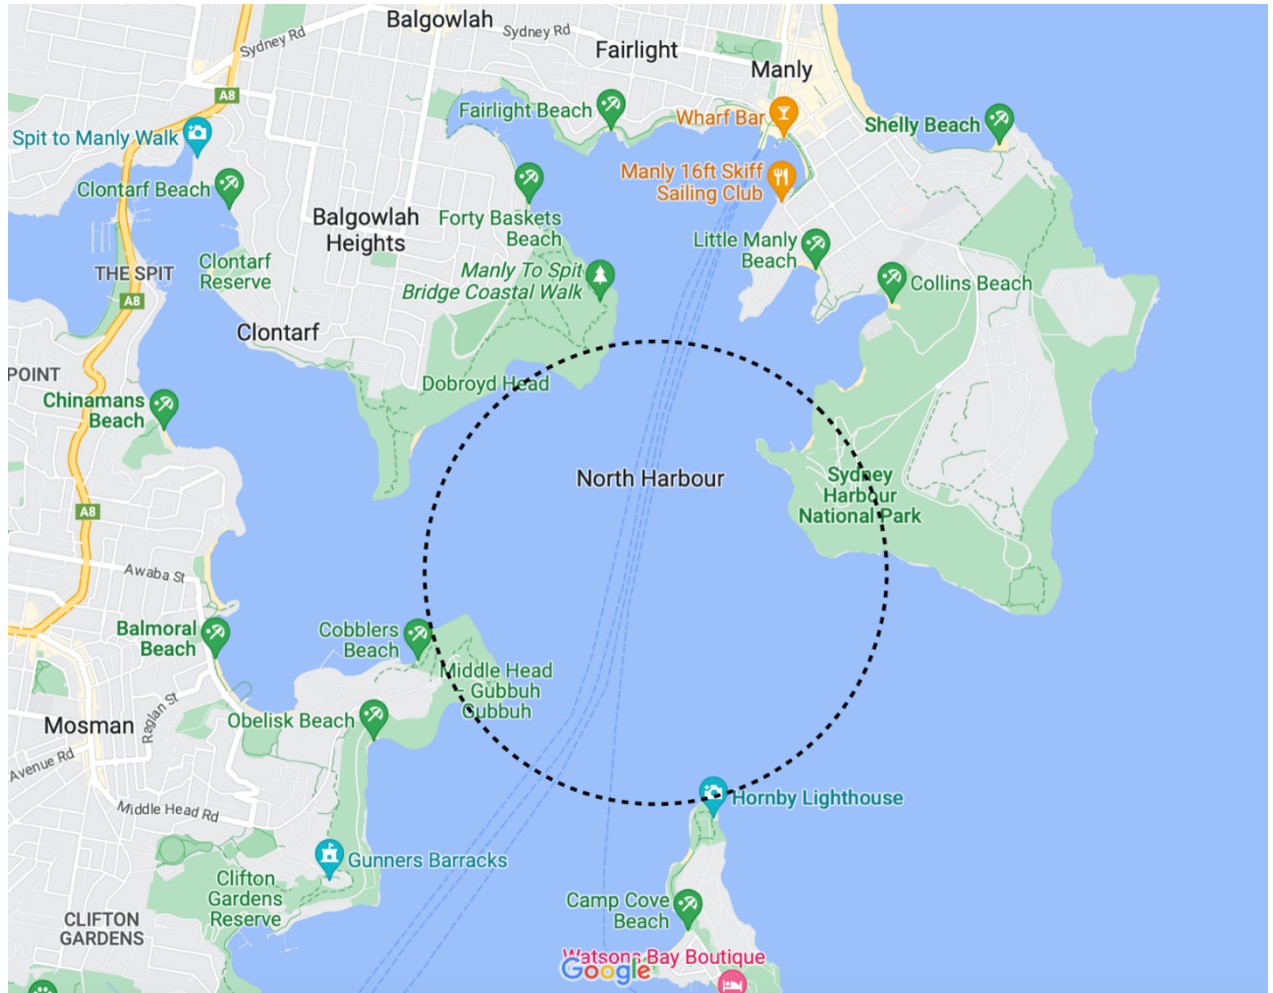 Balgowlah
Sydney Rd
Sydney Rd
Fairlight
Manly
A8
Fairlight Beach
Wharf Bar
Shelly Beach
Spit to Manly Walk
Manly 16ft Skiff
Sailing Club
Clontarf Beach
Balgowlah
Heights
Forty Baskets
Beach
Little Manly
Beach
Clontarf
Reserve
THE SPIT
A8
Manly To Spit
Bridge Coastal Walk
Collins Beach
Clontarf
POINT
Dobroyd Head
Chinamans
Beach
North Harbour
Sydney
Harbour
National Park
A8
Awaba St
Balmoral
Beach
Cobblers
Beach
Middle Head
- Gubbuh
Gubbuh
Raglan St
Obelisk Beach
Mosman
Avenue Rd
Middle Head Rd
Hornby Lighthouse
Gunners Barracks
Clifton
Gardens
Reserve
Camp Cove
Beach
CLIFTON
GARDENS
Watsons Bay Boutique
Google